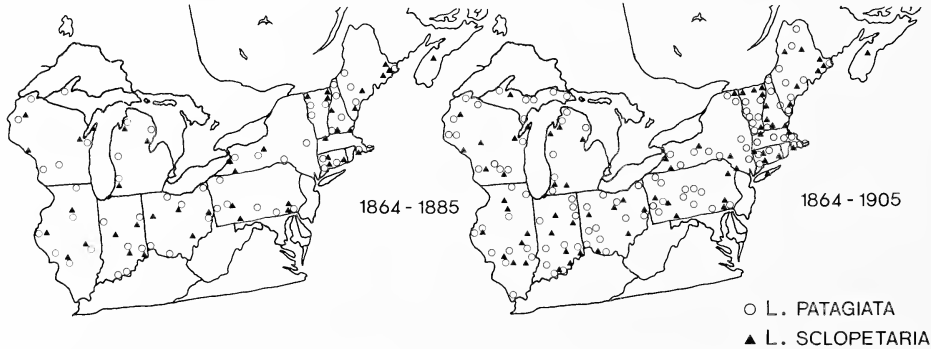 1864-1885
1864-1905
○ L. PATAGIATA
▲ L. SCLOPETARIA